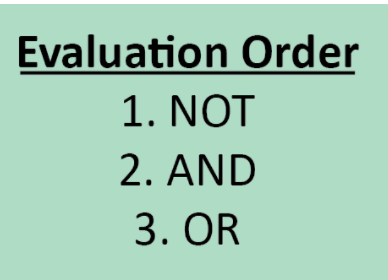 Evaluation Order
1. NOT
2. AND
3. OR